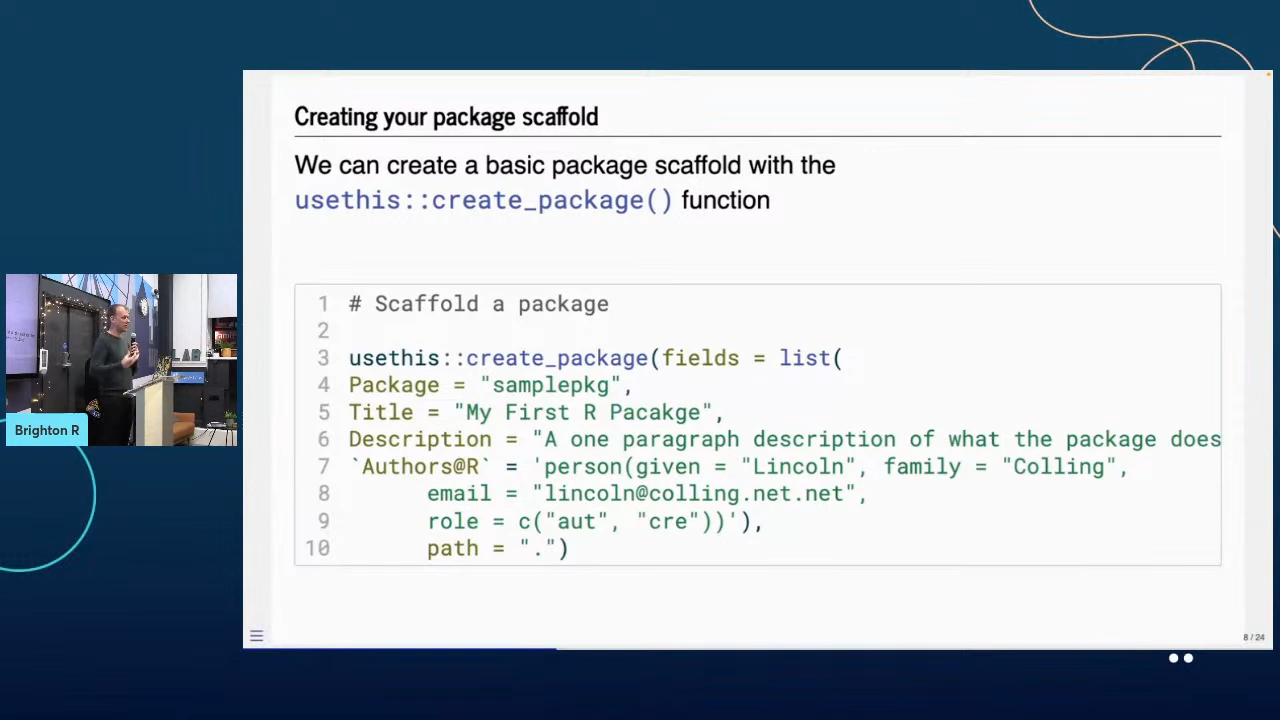 Creating your package scaffold
We can create a basic package scaffold with the
usethis::create_package() function
1 # Scaffold a package
2
3 usethis::create_package(fields = list(
4 Package = "samplepkg",
5 Title = "My First R Pacakge",
6 Description = "A one paragraph description of what the package does
7 `Authors@R` = 'person(given = "Lincoln", family = "Colling",
8 email = "lincoln@colling.net.net",
9 role = c("aut", "cre"))'),
10 path = ".")
8 / 24
LAB
Brighton R